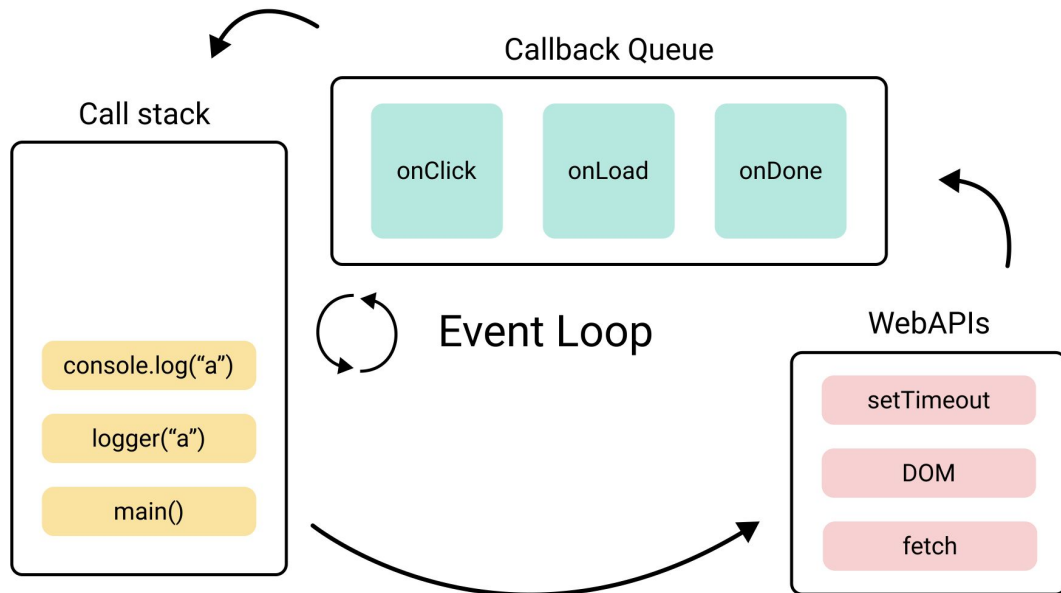 Callback Queue
Call stack
onClick
onLoad
onDone
Event Loop
WebAPIs
console.log(“a”)
logger(“a”)
main()
setTimeout
DOM
fetch